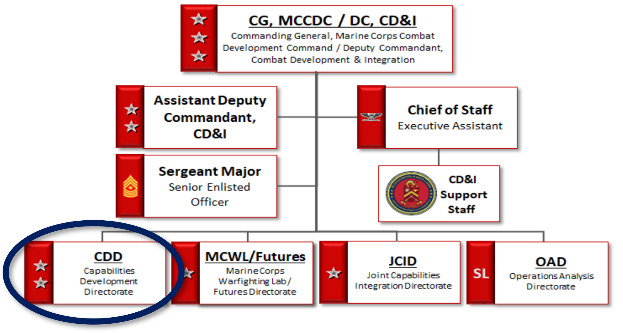 CG, MCCDC / DC, CD&I
Commanding General, Marine Corps Combat
Development Command / Deputy Commandant,
Combat Development & Integration
Assistant Deputy
Commandant,
CD&I
Chief of Staff
Executive Assistant
Sergeant Major
Senior Enlisted
Officer
CD&I
Support
Staff
CDD
Capabilities
Development
Directorate
MCWL/Futures
Marine Corps
Warfighting Lab/
Futures Directorate
JCID
Joint Capabilities
Integration Directorate
SL
OAD
Operations Analysis
Directorate